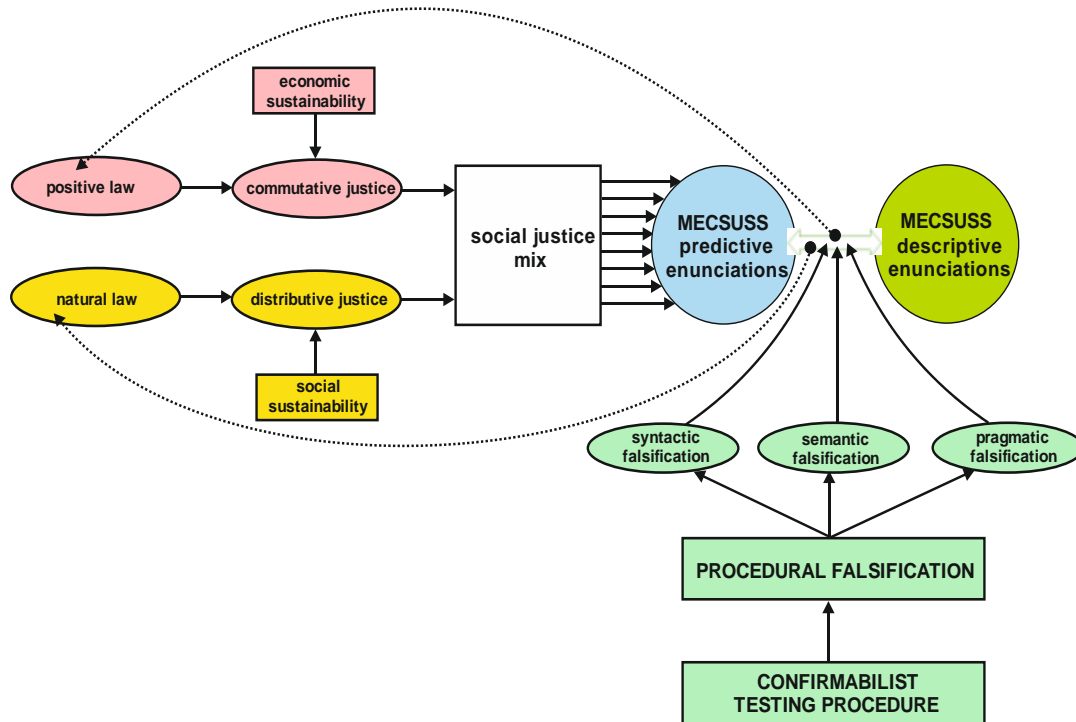 economic
sustainability
positive law
commutative justice
social justice
mix
MECSUSS
predictive
enunciations
MECSUSS
descriptive
enunciations
natural law
distributive justice
social
sustainability
syntactic
falsification
semantic
falsification
pragmatic
falsification
PROCEDURAL FALSIFICATION
CONFIRMABILIST
TESTING PROCEDURE